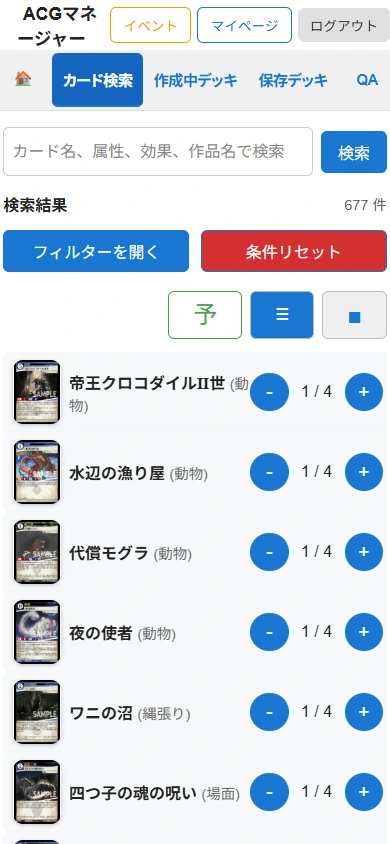 ACGマネ
ージャー
イベント
マイページ
ログアウト
カード検索
作成中デッキ
保存デッキ
QA
カード名、属性、効果、作品名で検索
検索
検索結果
677 件
フィルターを開く
条件リセット
予
☰
■
帝王クロコダイルII世 (動
物)
- 1 / 4 +
水辺の漁り屋 (動物)
- 1 / 4 +
代償モグラ (動物)
- 1 / 4 +
夜の使者 (動物)
- 1 / 4 +
ワニの沼 (縄張り)
- 1 / 4 +
四つ子の魂の呪い (場面)
- 1 / 4 +
SAMPLE
SAMPLE
SAMPLE
SAMPLE
SAMPLE
SAMPLE